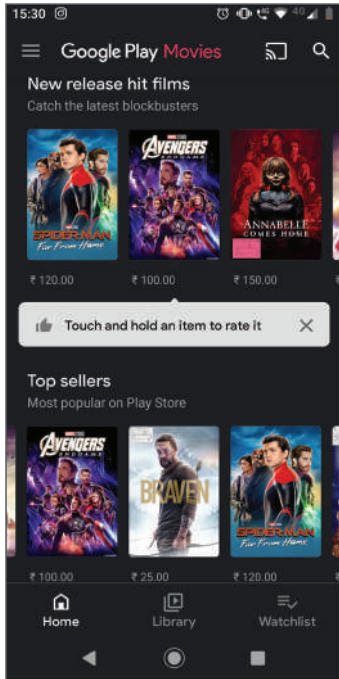 15:30
4G
Google Play Movies
New release hit films
Catch the latest blockbusters
AVENGERS
ENDGAME
SPIDER-MAN
Far From Home
ANNABELLE
COMES HOME
₹ 120.00
₹ 100.00
₹ 150.00
Touch and hold an item to rate it
Top sellers
Most popular on Play Store
AVENGERS
ENDGAME
BRAVEN
SPIDER-MAN
Far From Home
₹ 100.00
₹ 25.00
₹ 120.00
Home
Library
Watchlist